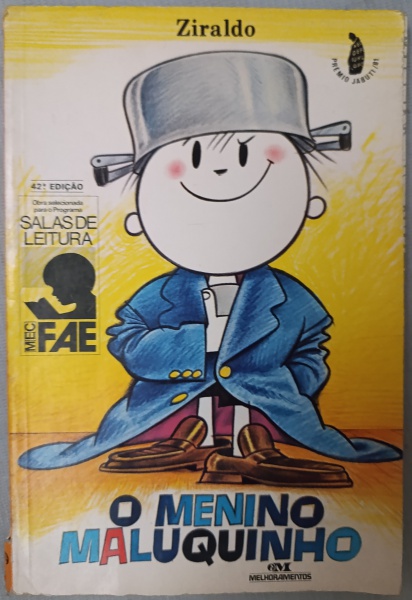 Ziraldo
PRÊMIO JABUTI/81
42ª EDIÇÃO
Obra selecionada
para o Programa
SALAS DE
LEITURA
MEC
FAE
O MENINO
MALUQUINHO
MELHORAMENTOS